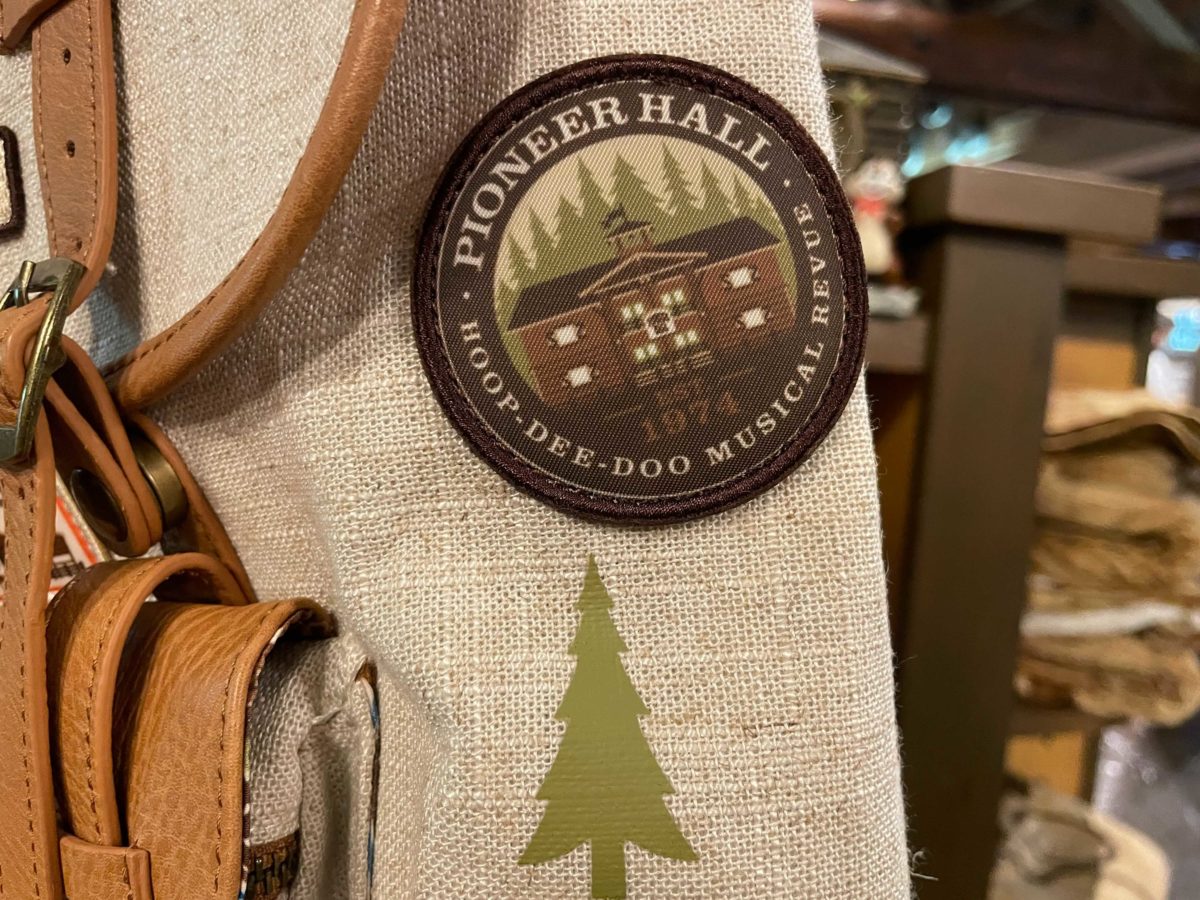 PIONEER HALL
HOOP-DEE-DOO MUSICAL REVUE
EST.
1974